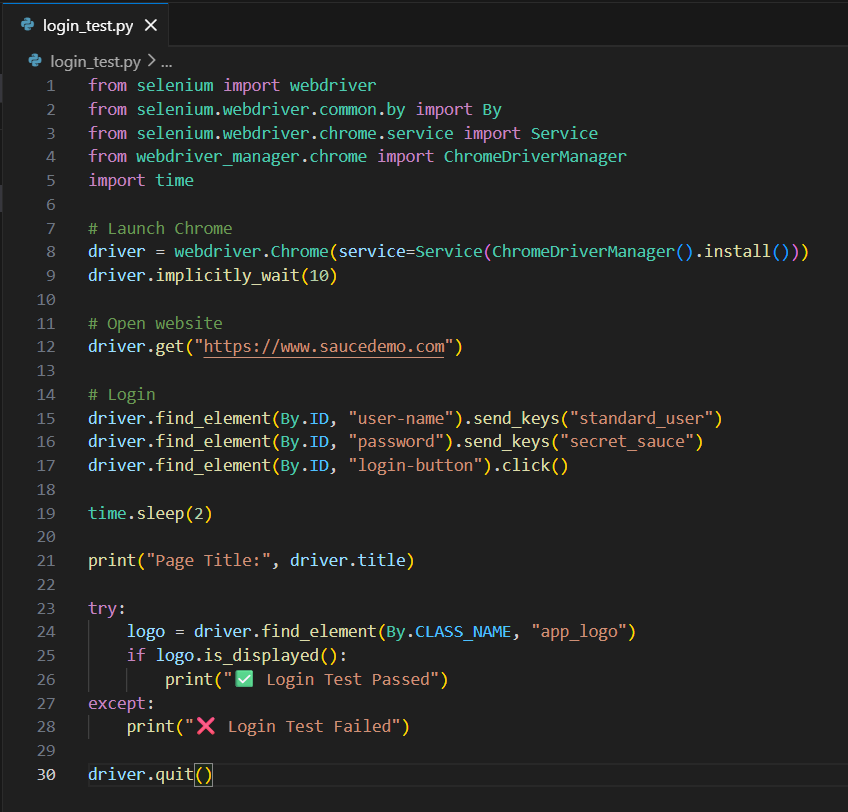 login_test.py
login_test.py > ...
1 from selenium import webdriver
2 from selenium.webdriver.common.by import By
3 from selenium.webdriver.chrome.service import Service
4 from webdriver_manager.chrome import ChromeDriverManager
5 import time
6
7 # Launch Chrome
8 driver = webdriver.Chrome(service=Service(ChromeDriverManager().install()))
9 driver.implicitly_wait(10)
10
11 # Open website
12 driver.get("https://www.saucedemo.com")
13
14 # Login
15 driver.find_element(By.ID, "user-name").send_keys("standard_user")
16 driver.find_element(By.ID, "password").send_keys("secret_sauce")
17 driver.find_element(By.ID, "login-button").click()
18
19 time.sleep(2)
20
21 print("Page Title:", driver.title)
22
23 try:
24     logo = driver.find_element(By.CLASS_NAME, "app_logo")
25     if logo.is_displayed():
26         print("✅ Login Test Passed")
27 except:
28     print("❌ Login Test Failed")
29
30 driver.quit()